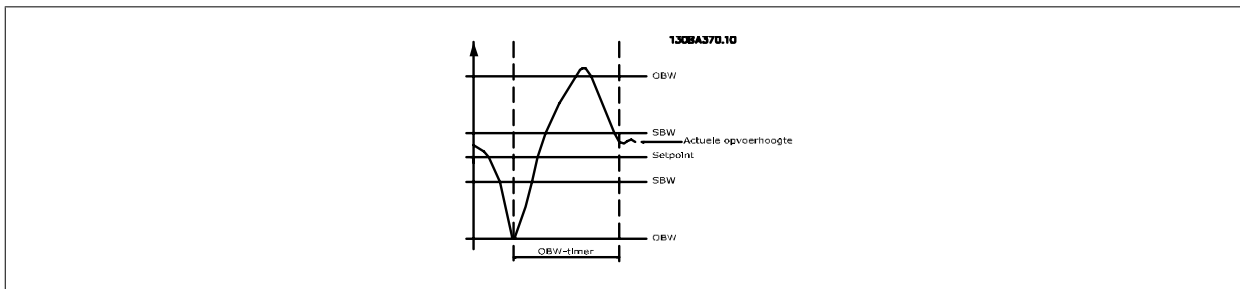 130BA370.10
OBW
SBW
Actuele opvoerhoogte
Setpoint
SBW
OBW
OBW-timer